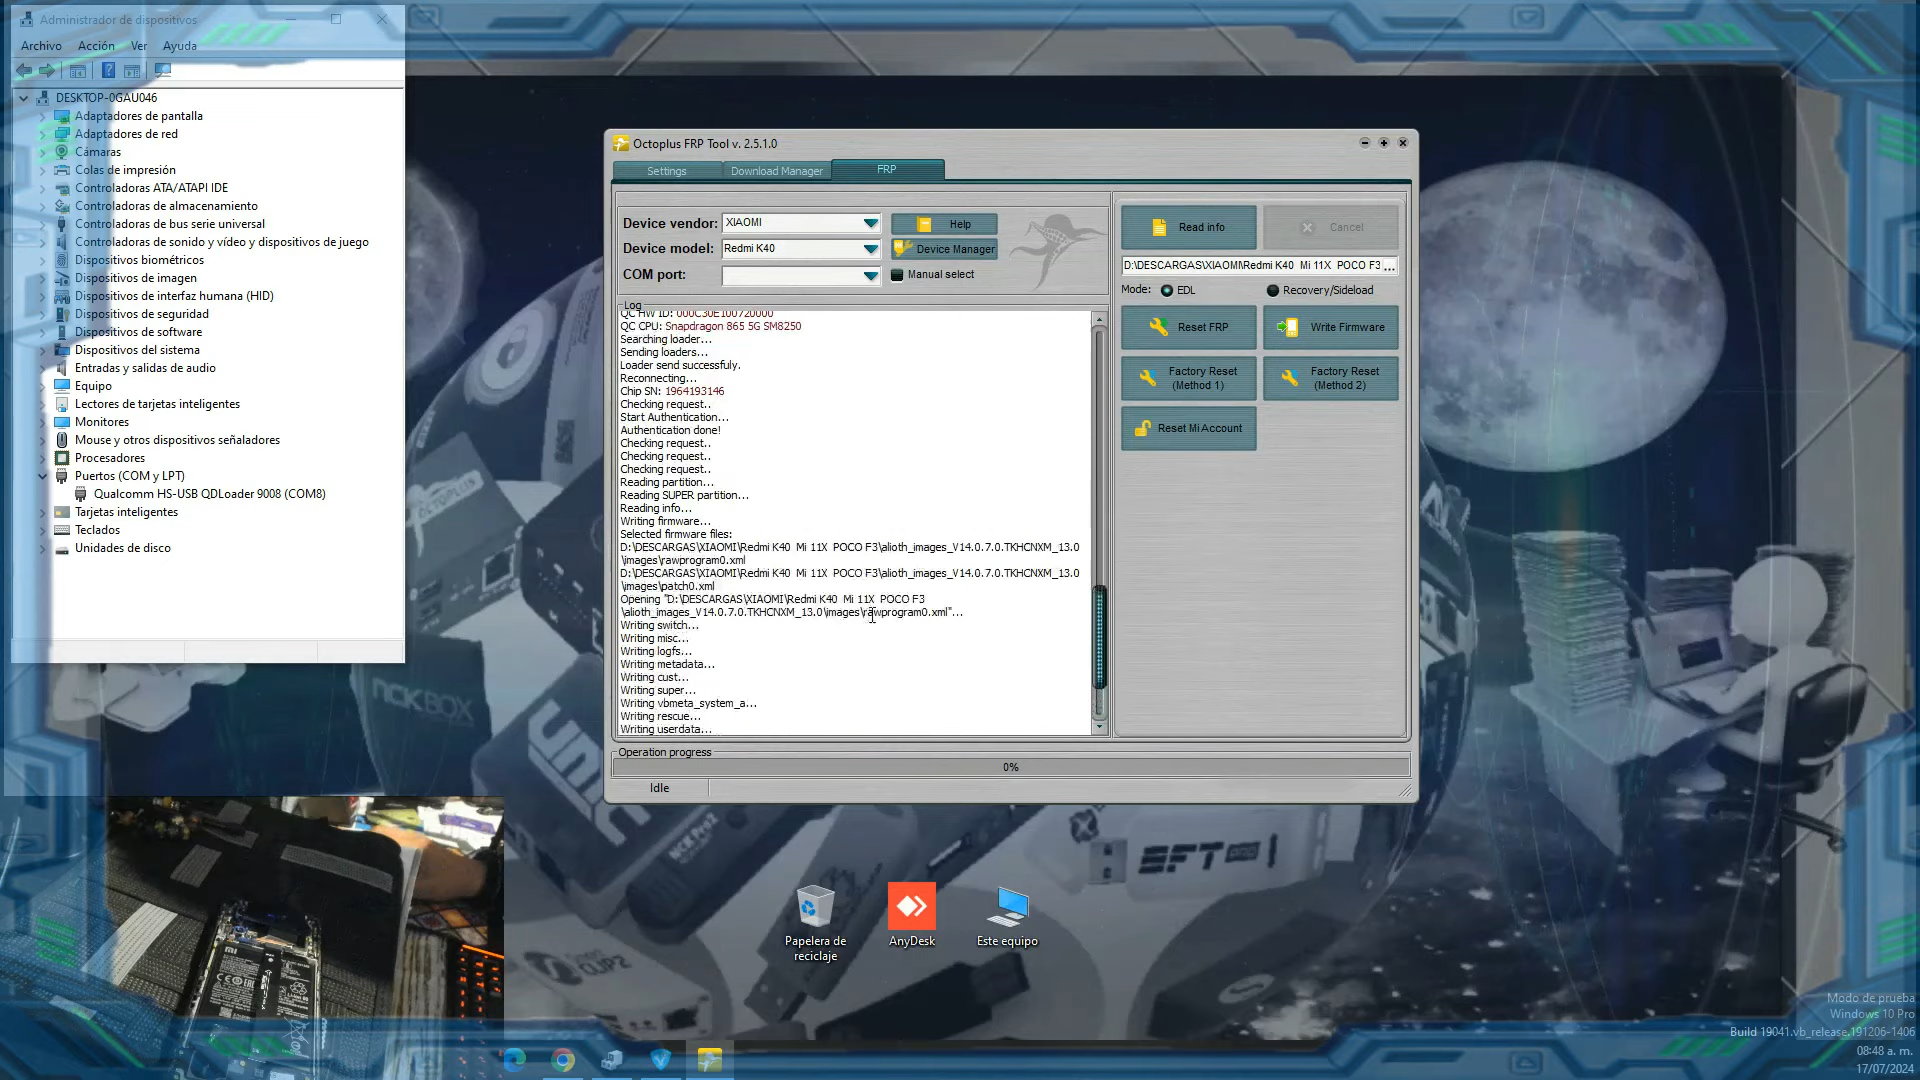 Administrador de dispositivos
Archivo Acción Ver Ayuda
DESKTOP-0GAU046
Adaptadores de pantalla
Adaptadores de red
Cámaras
Colas de impresión
Controladoras ATA/ATAPI IDE
Controladoras de almacenamiento
Controladoras de bus serie universal
Controladoras de sonido y vídeo y dispositivos de juego
Dispositivos biométricos
Dispositivos de imagen
Dispositivos de interfaz humana (HID)
Dispositivos de seguridad
Dispositivos de software
Dispositivos del sistema
Entradas y salidas de audio
Equipo
Lectores de tarjetas inteligentes
Monitores
Mouse y otros dispositivos señaladores
Procesadores
Puertos (COM y LPT)
Qualcomm HS-USB QDLoader 9008 (COM8)
Tarjetas inteligentes
Teclados
Unidades de disco
Octoplus FRP Tool v. 2.5.1.0
Settings Download Manager FRP
Device vendor: XIAOMI Help
Device model: Redmi K40 Device Manager
COM port: Manual select
Log
QC HW ID: 000C30E100720000
QC CPU: Snapdragon 865 5G SM8250
Searching loader...
Sending loaders...
Loader send successfuly.
Reconnecting...
Chip SN: 1964193146
Checking request..
Start Authentication...
Authentication done!
Checking request..
Checking request..
Checking request..
Reading partition...
Reading SUPER partition...
Reading info...
Writing firmware...
Selected firmware files:
D:\DESCARGAS\XIAOMI\Redmi K40 Mi 11X POCO F3\alioth_images_V14.0.7.0.TKHCNXM_13.0
\images\rawprogram0.xml
D:\DESCARGAS\XIAOMI\Redmi K40 Mi 11X POCO F3\alioth_images_V14.0.7.0.TKHCNXM_13.0
\images\patch0.xml
Opening "D:\DESCARGAS\XIAOMI\Redmi K40 Mi 11X POCO F3
\alioth_images_V14.0.7.0.TKHCNXM_13.0\images\rawprogram0.xml"...
Writing switch...
Writing misc...
Writing logfs...
Writing metadata...
Writing cust...
Writing super...
Writing vbmeta_system_a...
Writing rescue...
Writing userdata...
Operation progress
0%
Idle
Read info Cancel
D:\DESCARGAS\XIAOMI\Redmi K40 Mi 11X POCO F3 ...
Mode: EDL Recovery/Sideload
Reset FRP Write Firmware
Factory Reset
(Method 1)
Factory Reset
(Method 2)
Reset Mi Account
NCKBOX
NCK Pro2
Papelera de
reciclaje
AnyDesk
Este equipo
Modo de prueba
Windows 10 Pro
Build 19041.vb_release.191206-1406
08:48 a. m.
17/07/2024